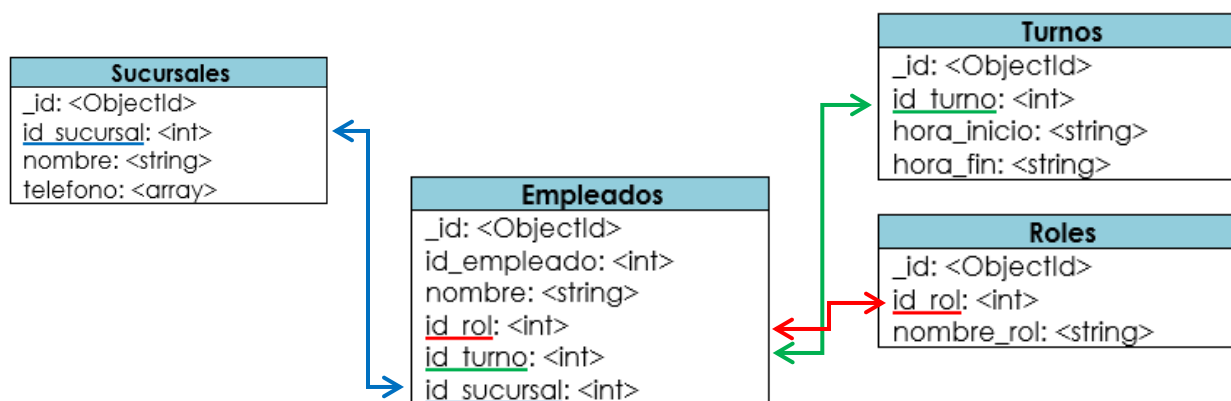 Sucursales
_id: <ObjectId>
id_sucursal: <int>
nombre: <string>
telefono: <array>
Empleados
_id: <ObjectId>
id_empleado: <int>
nombre: <string>
id_rol: <int>
id_turno: <int>
id_sucursal: <int>
Turnos
_id: <ObjectId>
id_turno: <int>
hora_inicio: <string>
hora_fin: <string>
Roles
_id: <ObjectId>
id_rol: <int>
nombre_rol: <string>